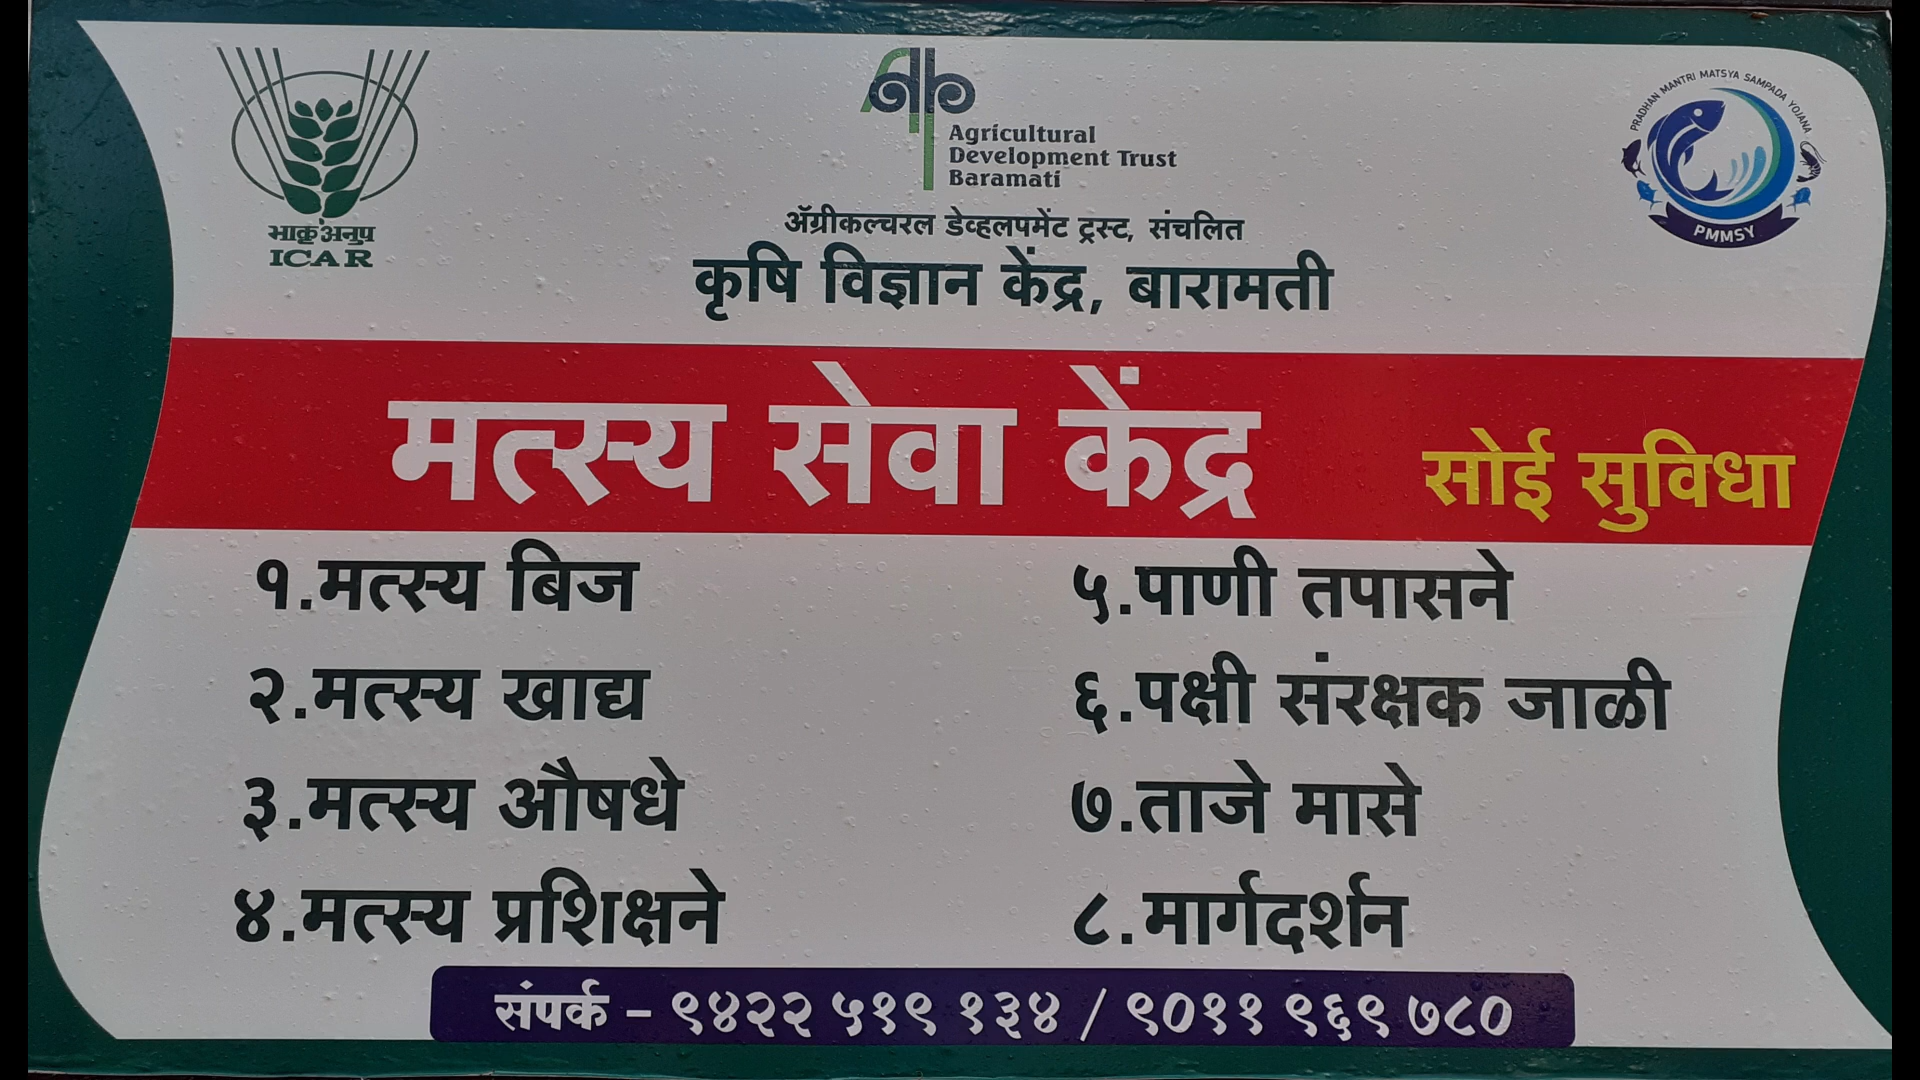 भाकृअनुप
ICAR
Agricultural
Development Trust
Baramati
PRADHAN MANTRI MATSYA SAMPADA YOJANA
PMMSY
ॲग्रीकल्चरल डेव्हलपमेंट ट्रस्ट, संचलित
कृषि विज्ञान केंद्र, बारामती
मत्स्य सेवा केंद्र
सोई सुविधा
१.मत्स्य बिज
२.मत्स्य खाद्य
३.मत्स्य औषधे
४.मत्स्य प्रशिक्षने
५.पाणी तपासने
६.पक्षी संरक्षक जाळी
७.ताजे मासे
८.मार्गदर्शन
संपर्क – ९४२२ ५१९ १३४ / ९०११ ९६९ ७८०